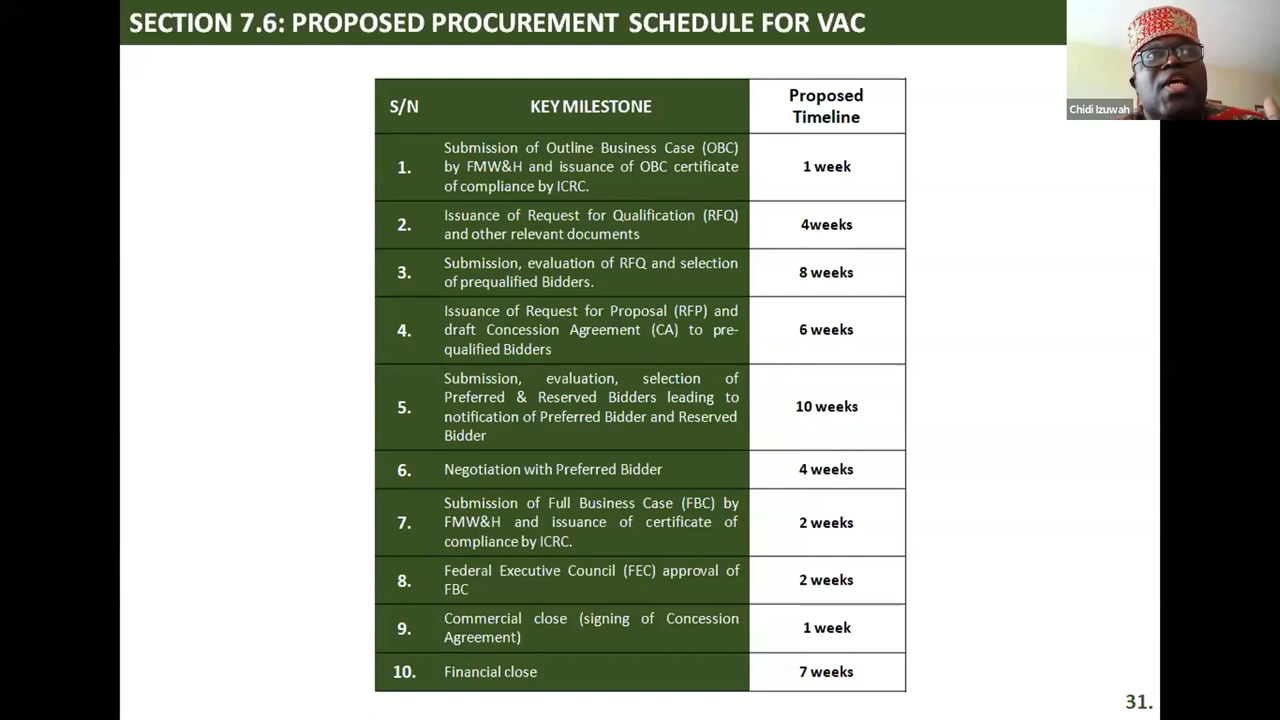 SECTION 7.6: PROPOSED PROCUREMENT SCHEDULE FOR VAC
Chidi Izuwah
S/N KEY MILESTONE Proposed Timeline
1. Submission of Outline Business Case (OBC)
by FMW&H and issuance of OBC certificate
of compliance by ICRC.
1 week
2. Issuance of Request for Qualification (RFQ)
and other relevant documents
4weeks
3. Submission, evaluation of RFQ and selection
of prequalified Bidders.
8 weeks
4. Issuance of Request for Proposal (RFP) and
draft Concession Agreement (CA) to pre-
qualified Bidders
6 weeks
5. Submission, evaluation, selection of
Preferred & Reserved Bidders leading to
notification of Preferred Bidder and Reserved
Bidder
10 weeks
6. Negotiation with Preferred Bidder
4 weeks
7. Submission of Full Business Case (FBC) by
FMW&H and issuance of certificate of
compliance by ICRC.
2 weeks
8. Federal Executive Council (FEC) approval of
FBC
2 weeks
9. Commercial close (signing of Concession
Agreement)
1 week
10. Financial close
7 weeks
31.